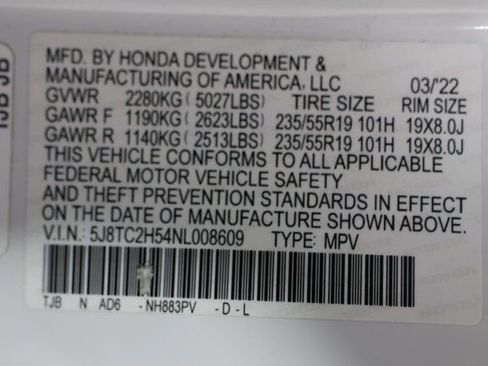 MFD. BY HONDA DEVELOPMENT &
MANUFACTURING OF AMERICA, LLC 03/'22
GVWR 2280KG (5027LBS) TIRE SIZE RIM SIZE
GAWR F 1190KG (2623LBS) 235/55R19 101H 19X8.0J
GAWR R 1140KG (2513LBS) 235/55R19 101H 19X8.0J
THIS VEHICLE CONFORMS TO ALL APPLICABLE
FEDERAL MOTOR VEHICLE SAFETY
AND THEFT PREVENTION STANDARDS IN EFFECT
ON THE DATE OF MANUFACTURE SHOWN ABOVE.
V.I.N.: 5J8TC2H54NL008609 TYPE: MPV
TJB N AD6 - NH883PV - D - L